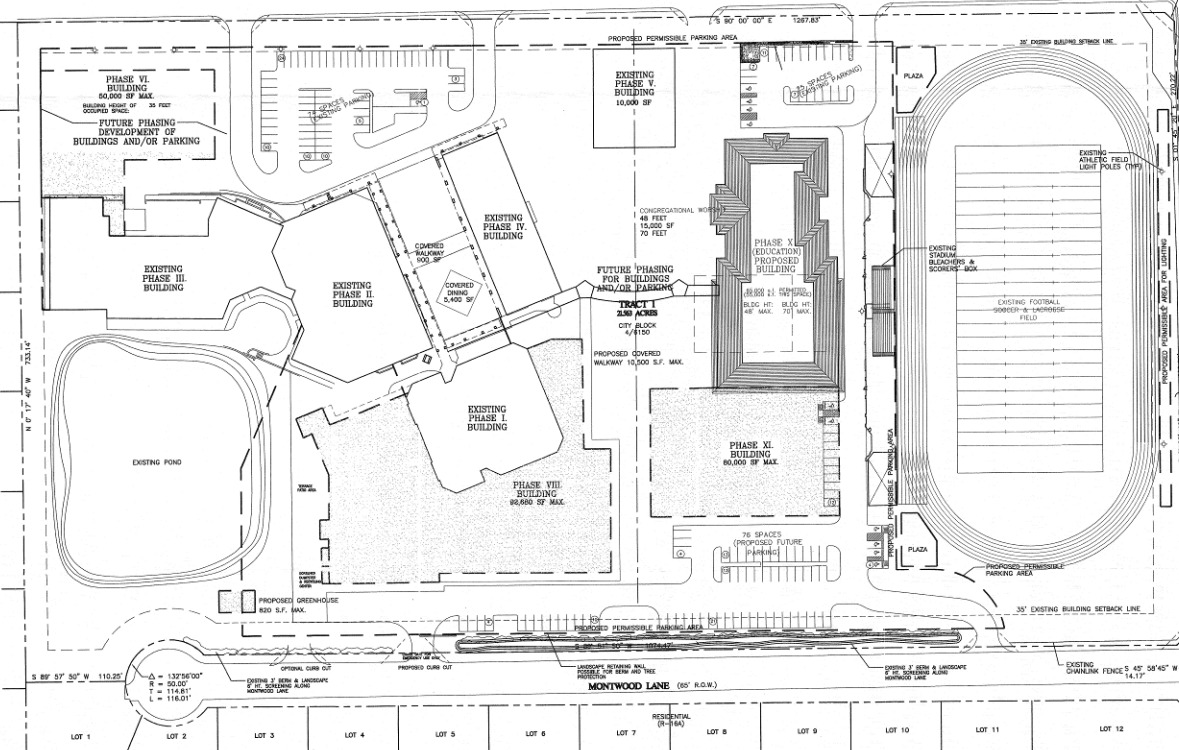 S 90° 00' 00" E 1267.83'
PROPOSED PERMISSIBLE PARKING AREA
35' EXISTING BUILDING SETBACK LINE
PHASE VI.
BUILDING
50,000 SF MAX.
BUILDING HEIGHT OF 35 FEET
OCCUPIED SPACE:
FUTURE PHASING
DEVELOPMENT OF
BUILDINGS AND/OR PARKING
(EXISTING PARKING)
EXISTING
PHASE V.
BUILDING
10,000 SF
SPACES
(EXISTING PARKING)
PLAZA
EXISTING
ATHLETIC FIELD
LIGHT POLES (TYP)
EXISTING
PHASE III.
BUILDING
EXISTING
PHASE II.
BUILDING
COVERED
WALKWAY
900 SF
COVERED
DINING
5,400 SF
EXISTING
PHASE IV.
BUILDING
CONGREGATIONAL
48 FEET
15,000 SF
70 FEET
FUTURE PHASING
FOR BUILDINGS
AND/OR PARKING
TRACT 1
ACRES
CITY BLOCK
4/6150
PROPOSED COVERED
WALKWAY 10,500 S.F. MAX.
PHASE X
(EDUCATION)
PROPOSED
BUILDING
BLDG HT: BLDG HT:
48' MAX. 70' MAX.
EXISTING
STADIUM
BLEACHERS &
SCORERS' BOX
EXISTING FOOTBALL
SOCCER & LACROSSE
FIELD
PROPOSED PERMISSIBLE AREA FOR LIGHTING
N 0° 17' 40" W 733.14'
EXISTING POND
EXISTING
PHASE I.
BUILDING
PHASE VIII
BUILDING
92,680 SF MAX.
PHASE XI.
BUILDING
60,000 SF MAX.
PROPOSED PERMISSIBLE PARKING AREA
76 SPACES
(PROPOSED FUTURE
PARKING)
PLAZA
PROPOSED PERMISSIBLE
PARKING AREA
PROPOSED GREENHOUSE
820 S.F. MAX.
35' EXISTING BUILDING SETBACK LINE
PROPOSED PERMISSIBLE PARKING AREA
S 89° 57' 50" W 110.25'
Δ = 132°56'00"
R = 50.00'
T = 114.81'
L = 116.01'
OPTIONAL CURB CUT
PROPOSED CURB CUT
EXISTING 3' BERM & LANDSCAPE
6' HT. SCREENING ALONG
MONTWOOD LANE
LANDSCAPE RETAINING WALL
POSSIBLE FOR BERM AND TREE
PROTECTION
EXISTING 3' BERM & LANDSCAPE
6' HT. SCREENING ALONG
MONTWOOD LANE
EXISTING
CHAINLINK FENCE
S 45° 58'45" W
14.17'
MONTWOOD LANE (65' R.O.W.)
RESIDENTIAL
(R-16A)
LOT 1 LOT 2 LOT 3 LOT 4 LOT 5 LOT 6 LOT 7 LOT 8 LOT 9 LOT 10 LOT 11 LOT 12